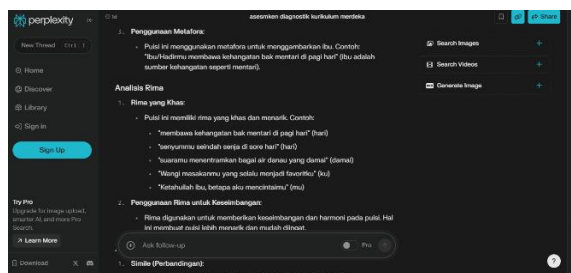 perplexity
New Thread Ctrl I
Home
Discover
Library
Sign in
Sign Up
Try Pro
Upgrade for image upload,
smarter AI, and more Pro
Search.
Learn More
Download
1d
asesmken diagnostik kurikulum merdeka
Share
3. Penggunaan Metafora:
Puisi ini menggunakan metafora untuk menggambarkan ibu. Contoh:
"Ibu/Hadirmu membawa kehangatan bak mentari di pagi hari" (Ibu adalah
sumber kehangatan seperti mentari).
Analisis Rima
1. Rima yang Khas:
Puisi ini memiliki rima yang khas dan menarik. Contoh:
"membawa kehangatan bak mentari di pagi hari" (hari)
"senyummu seindah senja di sore hari" (hari)
"suaramu menentramkan bagai air danau yang damai" (damai)
"Wangi masakanmu yang selalu menjadi favoritku" (ku)
"Ketahuilah ibu, betapa aku mencintaimu" (mu)
2. Penggunaan Rima untuk Keseimbangan:
Rima digunakan untuk memberikan keseimbangan dan harmoni pada puisi. Hal
ini membuat puisi lebih menarik dan mudah diingat.
Ask follow-up
Pro
1. Simile (Perbandingan):
Search Images
Search Videos
Generate Image
?